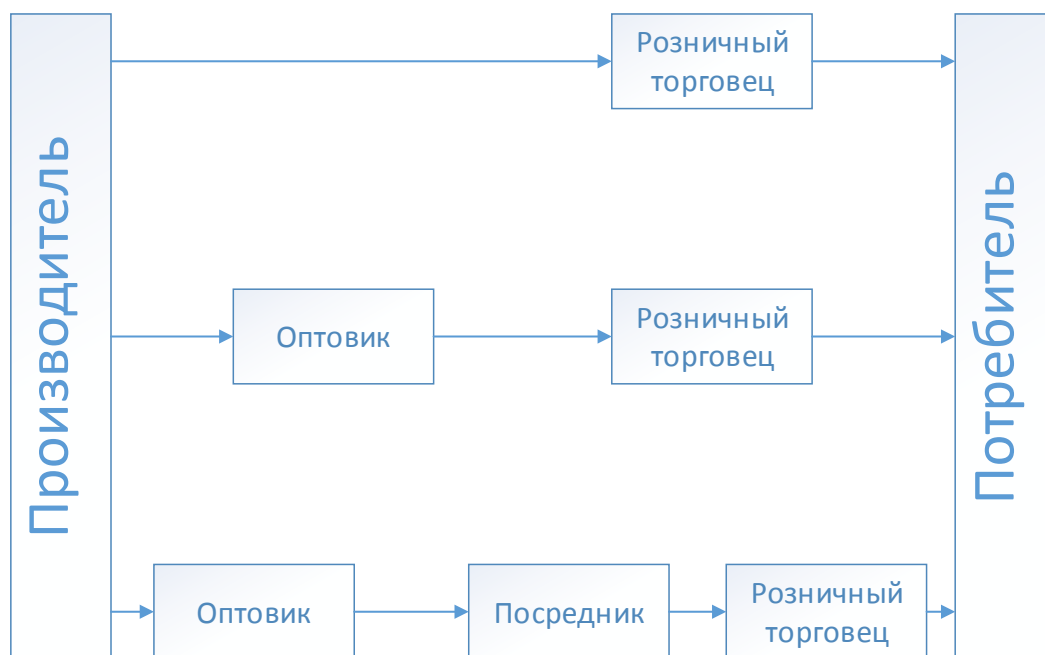 Производитель
Розничный
торговец
Оптовик
Розничный
торговец
Оптовик
Посредник
Розничный
торговец
Потребитель